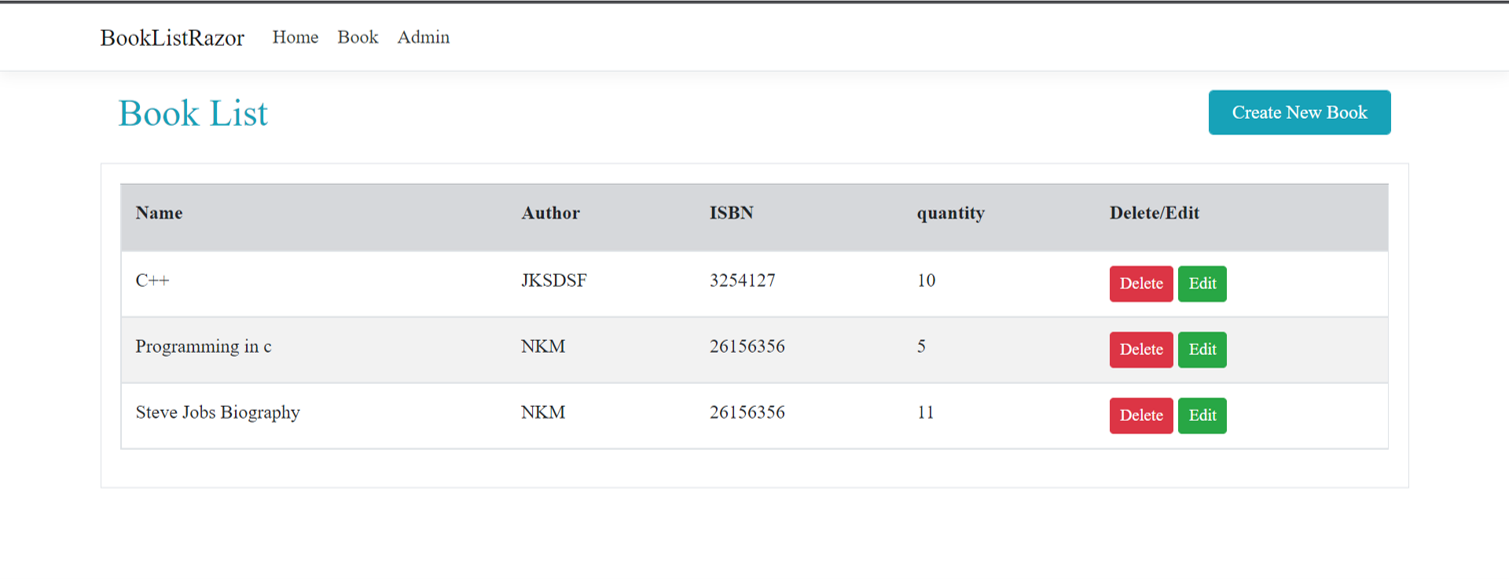 BookListRazor Home Book Admin
Book List Create New Book
Name Author ISBN quantity Delete/Edit
C++ JKSDSF 3254127 10 Delete Edit
Programming in c NKM 26156356 5 Delete Edit
Steve Jobs Biography NKM 26156356 11 Delete Edit